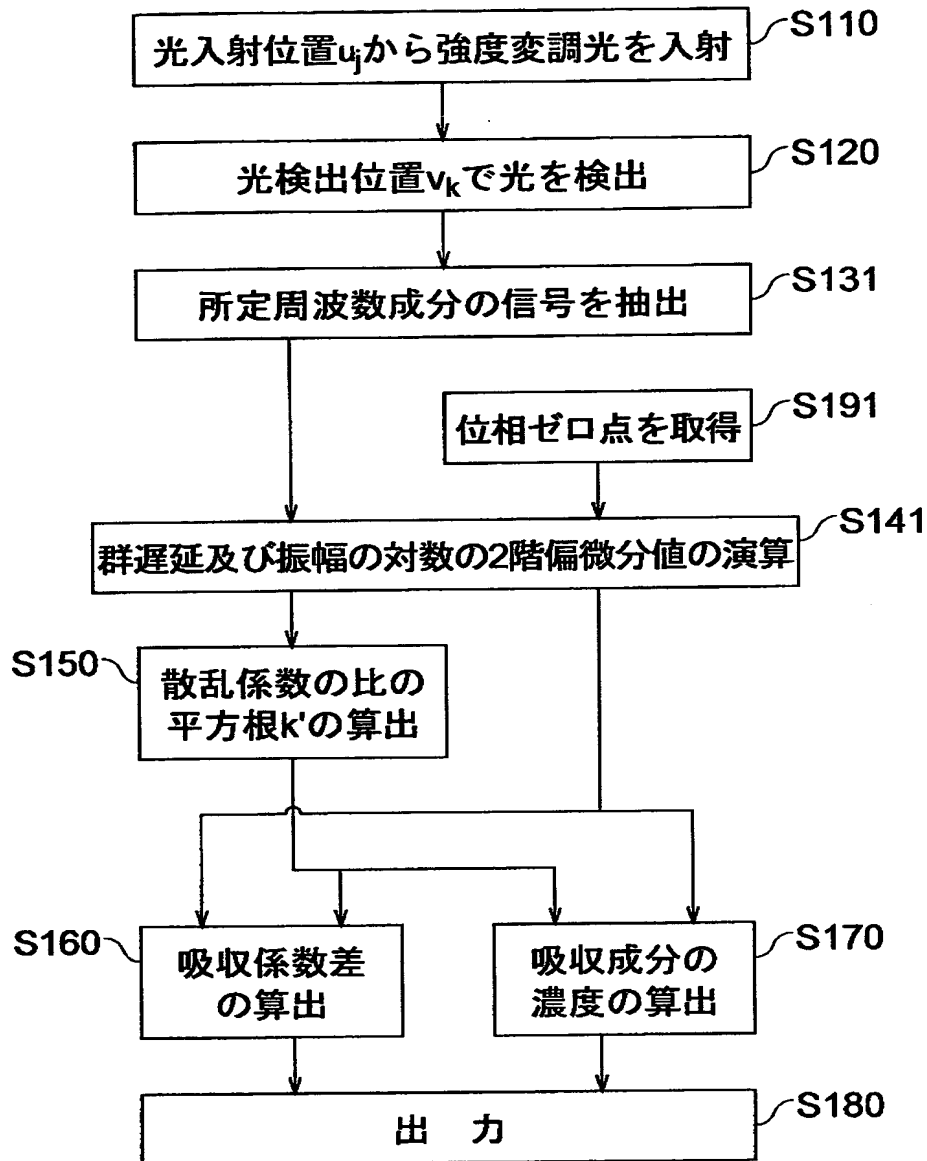 光入射位置ujから強度変調光を入射
S110
光検出位置vkで光を検出
S120
所定周波数成分の信号を抽出
S131
位相ゼロ点を取得
S191
群遅延及び振幅の対数の2階偏微分値の演算
S141
S150
散乱係数の比の
平方根k'の算出
S160
吸収係数差
の算出
吸収成分の
濃度の算出
S170
出 力
S180